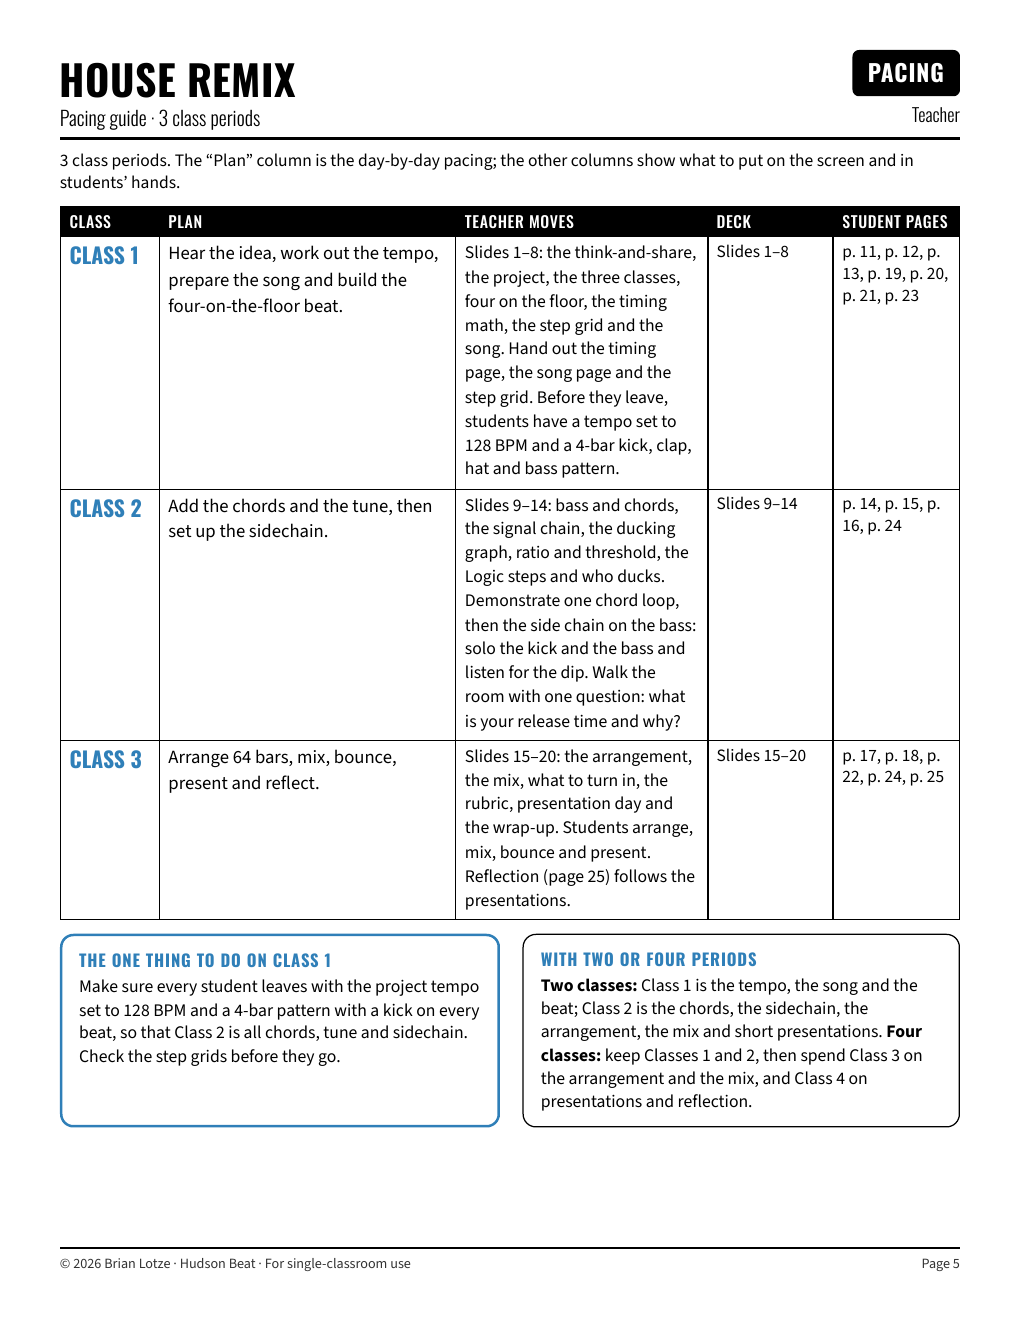 HOUSE REMIX
PACING
Pacing guide · 3 class periods
Teacher
3 class periods. The “Plan” column is the day-by-day pacing; the other columns show what to put on the screen and in
students’ hands.
CLASS
PLAN
TEACHER MOVES
DECK
STUDENT PAGES
CLASS 1
Hear the idea, work out the tempo,
prepare the song and build the
four-on-the-floor beat.
Slides 1–8: the think-and-share,
the project, the three classes,
four on the floor, the timing
math, the step grid and the
song. Hand out the timing
page, the song page and the
step grid. Before they leave,
students have a tempo set to
128 BPM and a 4-bar kick, clap,
hat and bass pattern.
Slides 1–8
p. 11, p. 12, p.
13, p. 19, p. 20,
p. 21, p. 23
CLASS 2
Add the chords and the tune, then
set up the sidechain.
Slides 9–14: bass and chords,
the signal chain, the ducking
graph, ratio and threshold, the
Logic steps and who ducks.
Demonstrate one chord loop,
then the side chain on the bass:
solo the kick and the bass and
listen for the dip. Walk the
room with one question: what
is your release time and why?
Slides 9–14
p. 14, p. 15, p.
16, p. 24
CLASS 3
Arrange 64 bars, mix, bounce,
present and reflect.
Slides 15–20: the arrangement,
the mix, what to turn in, the
rubric, presentation day and
the wrap-up. Students arrange,
mix, bounce and present.
Reflection (page 25) follows the
presentations.
Slides 15–20
p. 17, p. 18, p.
22, p. 24, p. 25
THE ONE THING TO DO ON CLASS 1
Make sure every student leaves with the project tempo
set to 128 BPM and a 4-bar pattern with a kick on every
beat, so that Class 2 is all chords, tune and sidechain.
Check the step grids before they go.
WITH TWO OR FOUR PERIODS
Two classes: Class 1 is the tempo, the song and the
beat; Class 2 is the chords, the sidechain, the
arrangement, the mix and short presentations. Four
classes: keep Classes 1 and 2, then spend Class 3 on
the arrangement and the mix, and Class 4 on
presentations and reflection.
© 2026 Brian Lotze · Hudson Beat · For single-classroom use
Page 5